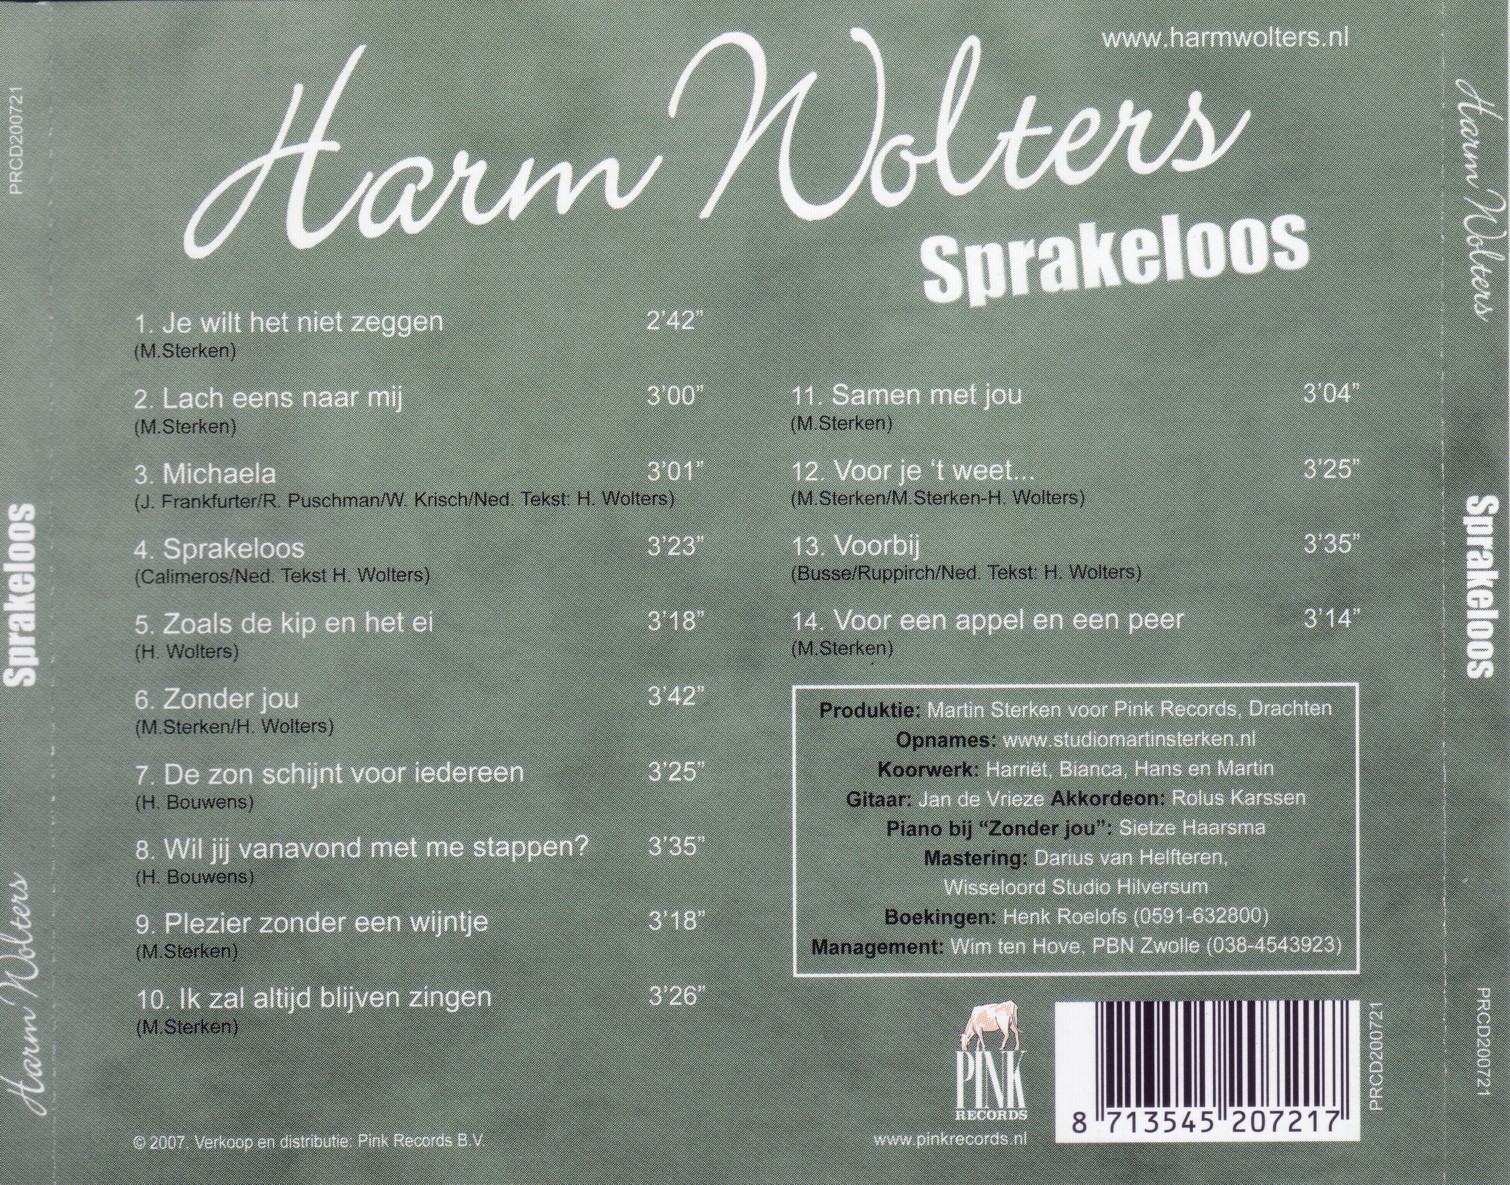 www.harmwolters.nl
Harm Wolters
Sprakeloos
1. Je wilt het niet zeggen 2'42”
(M.Sterken)
2. Lach eens naar mij 3'00”
(M.Sterken)
3. Michaela 3'01”
(J. Frankfurter/R. Puschman/W. Krisch/Ned. Tekst: H. Wolters)
4. Sprakeloos 3'23”
(Calimeros/Ned. Tekst H. Wolters)
5. Zoals de kip en het ei 3'18”
(H. Wolters)
6. Zonder jou 3'42”
(M.Sterken/H. Wolters)
7. De zon schijnt voor iedereen 3'25”
(H. Bouwens)
8. Wil jij vanavond met me stappen? 3'35”
(H. Bouwens)
9. Plezier zonder een wijntje 3'18”
(M.Sterken)
10. Ik zal altijd blijven zingen 3'26”
(M.Sterken)
11. Samen met jou 3'04”
(M.Sterken)
12. Voor je ‘t weet... 3'25”
(M.Sterken/M.Sterken-H. Wolters)
13. Voorbij 3'35”
(Busse/Ruppirch/Ned. Tekst: H. Wolters)
14. Voor een appel en een peer 3'14”
(M.Sterken)
Produktie: Martin Sterken voor Pink Records, Drachten
Opnames: www.studiomartinsterken.nl
Koorwerk: Harriët, Bianca, Hans en Martin
Gitaar: Jan de Vrieze Akkordeon: Rolus Karssen
Piano bij “Zonder jou”: Sietze Haarsma
Mastering: Darius van Helfteren,
Wisseloord Studio Hilversum
Boekingen: Henk Roelofs (0591-632800)
Management: Wim ten Hove, PBN Zwolle (038-4543923)
PINK
RECORDS
www.pinkrecords.nl
8 713545 207217
PRCD200721
© 2007. Verkoop en distributie: Pink Records B.V.
PRCD200721
Sprakeloos
Harm Wolters
Harm Wolters
Sprakeloos
PRCD200721